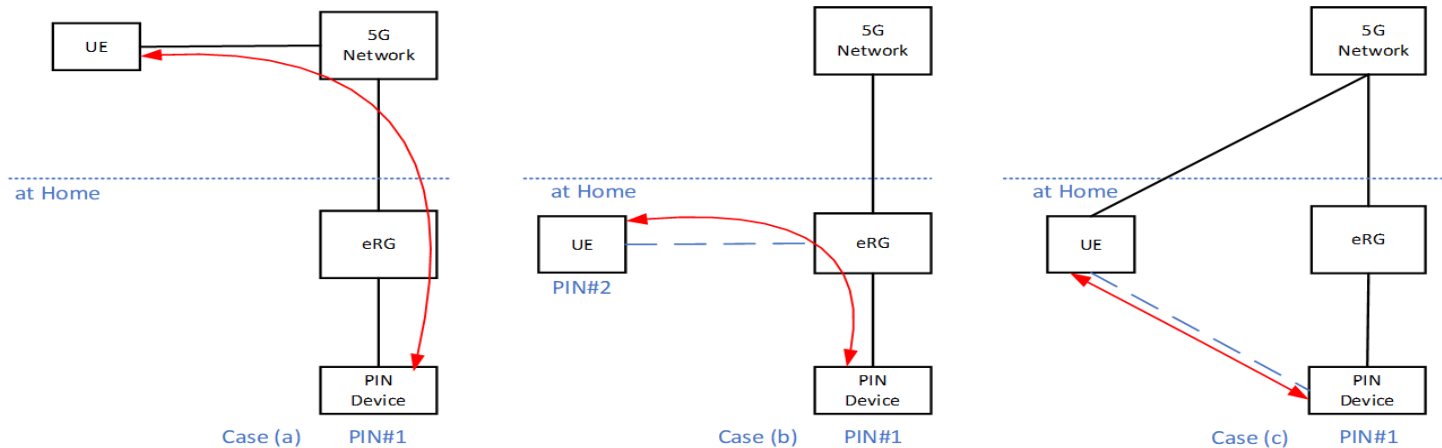 UE
5G
Network
at Home
eRG
PIN
Device
Case (a)
PIN#1
5G
Network
at Home
UE
eRG
PIN#2
PIN
Device
Case (b)
PIN#1
5G
Network
at Home
UE
eRG
PIN
Device
Case (c)
PIN#1